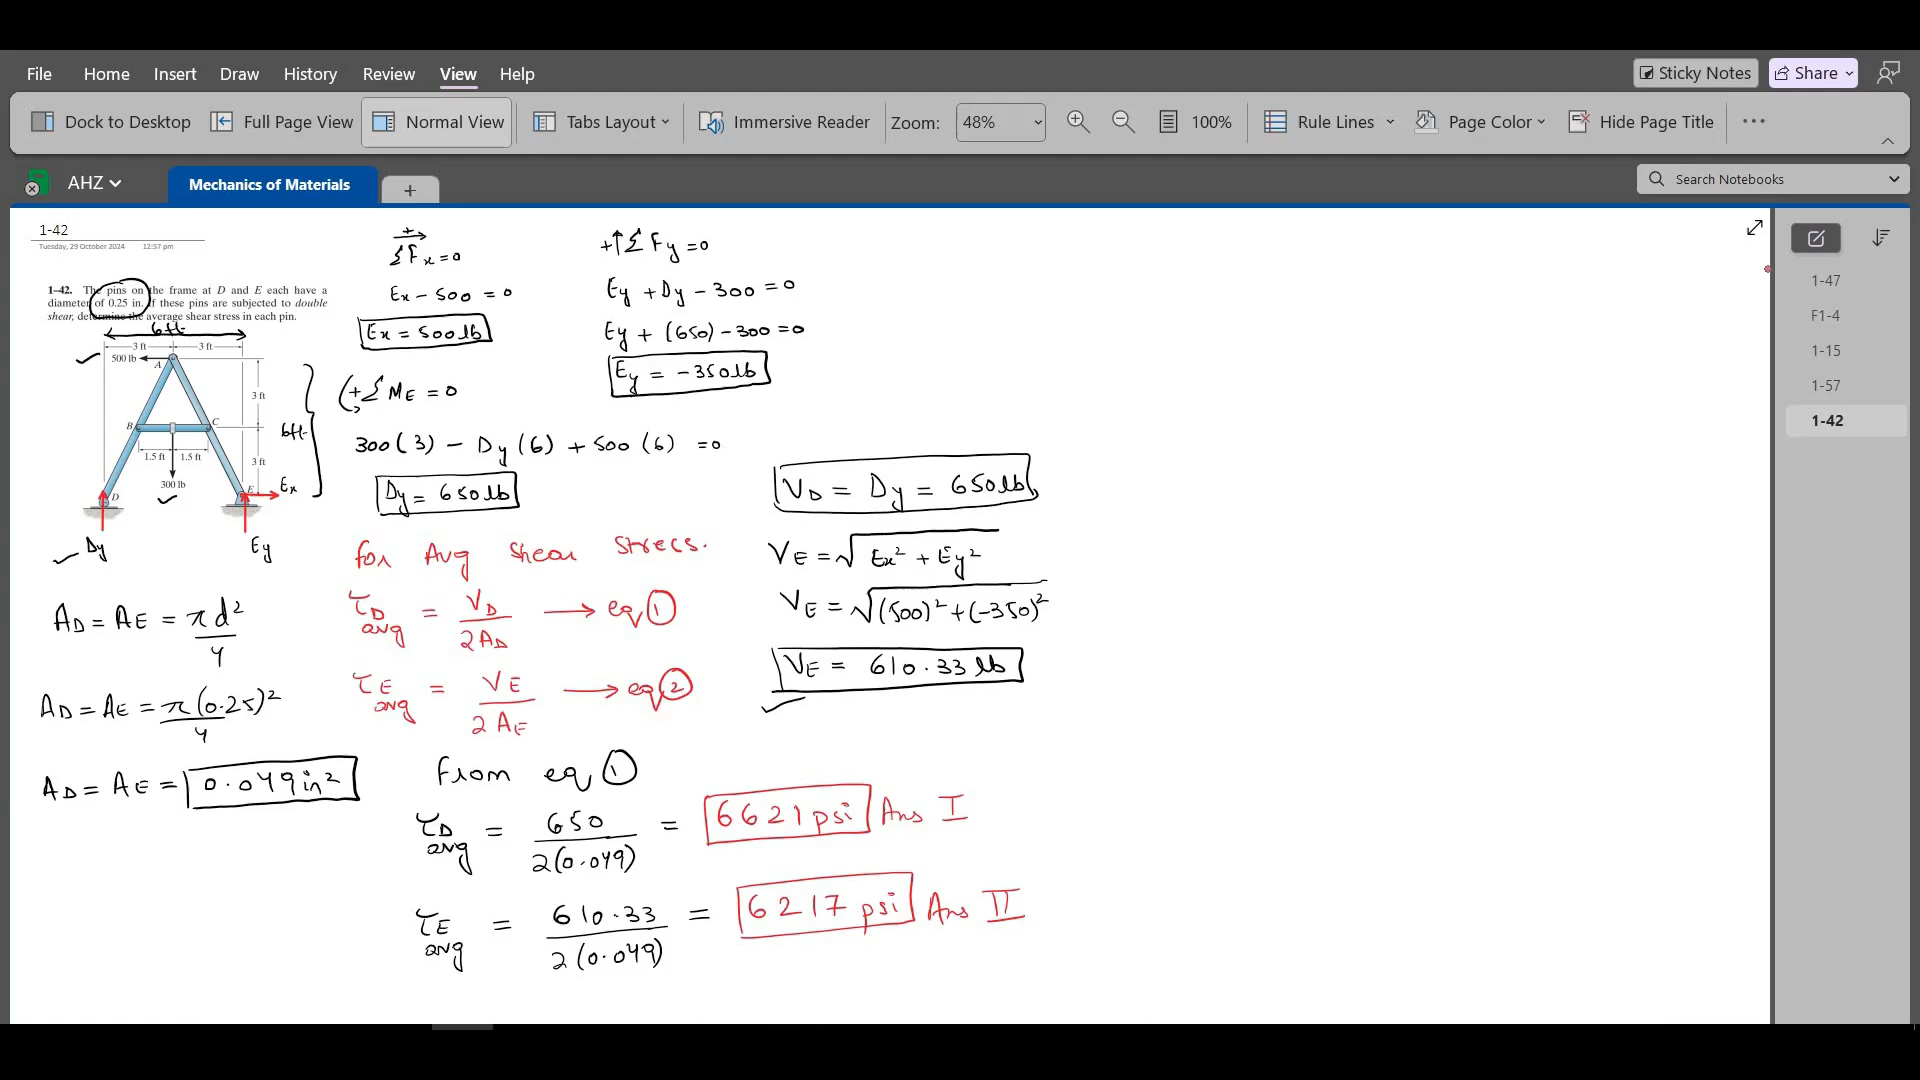 File Home Insert Draw History Review View Help
Sticky Notes Share
Dock to Desktop Full Page View Normal View Tabs Layout Immersive Reader Zoom: 48% 100% Rule Lines Page Color Hide Page Title ...
AHZ Mechanics of Materials + Search Notebooks
1-42
Tuesday, 29 October 2024 12:57 pm
1–42. The pins on the frame at D and E each have a
diameter of 0.25 in. If these pins are subjected to double
shear, determine the average shear stress in each pin.
6ft
3 ft 3 ft
500 lb
A
3 ft
B C
6ft
1.5 ft 1.5 ft
3 ft
300 lb
D E Ex
Dy Ey
AD = AE = πd²/4
AD = AE = π(0.25)²/4
AD = AE = 0.049in²
+
ΣFx=0
Ex - 500 = 0
Ex = 500lb
+ΣME = 0
300(3) - Dy(6) + 500(6) =0
Dy = 650lb
+↑ΣFy=0
Ey + Dy - 300 = 0
Ey + (650) - 300 = 0
Ey = -350lb
for Avg Shear Stress.
τD avg = VD/2AD → eq 1
τE avg = VE/2AE → eq 2
VD = Dy = 650lb
VE = √Ex² + Ey²
VE = √(500)² + (-350)²
VE = 610.33 lb
From eq 1
τD avg = 650/2(0.049) = 6621 psi Ans I
τE avg = 610.33/2(0.049) = 6217 psi Ans II
1-47
F1-4
1-15
1-57
1-42